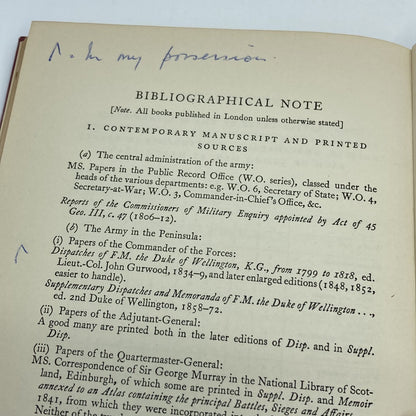 ^. In my possession.
BIBLIOGRAPHICAL NOTE
[Note. All books published in London unless otherwise stated]
I. CONTEMPORARY MANUSCRIPT AND PRINTED
SOURCES
(a) The central administration of the army:
MS. Papers in the Public Record Office (W.O. series), classed under the
heads of the various departments: e.g. W.O. 6, Secretary of State; W.O. 4,
Secretary-at-War; W.O. 3, Commander-in-Chief's Office, &c.
Reports of the Commissioners of Military Enquiry appointed by Act of 45
Geo. III, c. 47 (1806-12).
(b) The Army in the Peninsula:
(i) Papers of the Commander of the Forces:
^ Dispatches of F.M. the Duke of Wellington, K.G., from 1799 to 1818, ed.
Lieut.-Col. John Gurwood, 1834-9, and later enlarged editions (1848, 1852,
easier to handle).
Supplementary Dispatches and Memoranda of F.M. the Duke of Wellington . . .,
ed. 2nd Duke of Wellington, 1858-72.
(ii) Papers of the Adjutant-General:
A good many are printed both in the later editions of Disp. and in Suppl.
Disp.
(iii) Papers of the Quartermaster-General:
MS. Correspondence of Sir George Murray in the National Library of Scot-
land, Edinburgh, of which some are printed in Suppl. Disp. and Memoir
annexed to an Atlas containing the principal Battles, Sieges and Affairs
1841, from which they were incorporated in
Neither of the